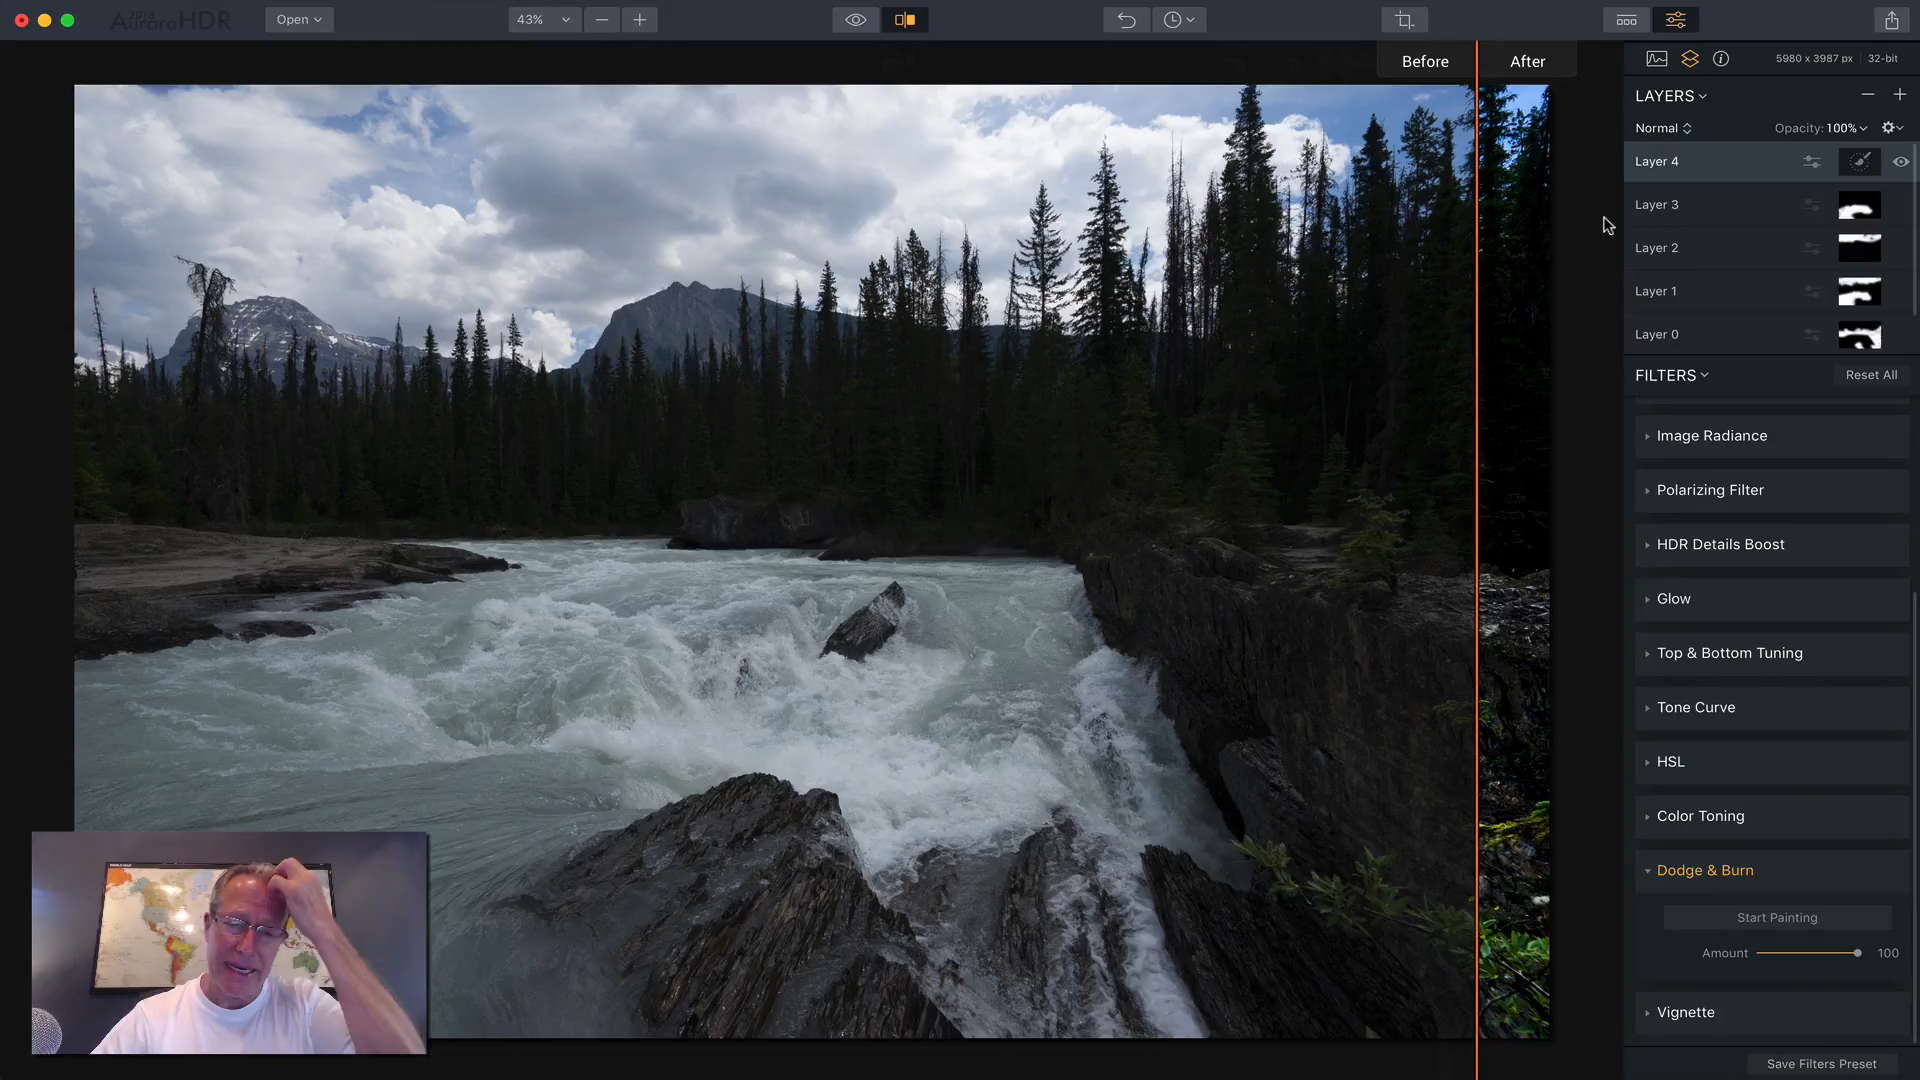 2018
AuroraHDR
Open
43%
Before
After
5980 x 3987 px
32-bit
LAYERS
Normal
Opacity: 100%
Layer 4
Layer 3
Layer 2
Layer 1
Layer 0
FILTERS
Reset All
Image Radiance
Polarizing Filter
HDR Details Boost
Glow
Top & Bottom Tuning
Tone Curve
HSL
Color Toning
Dodge & Burn
Start Painting
Amount
100
Vignette
Save Filters Preset